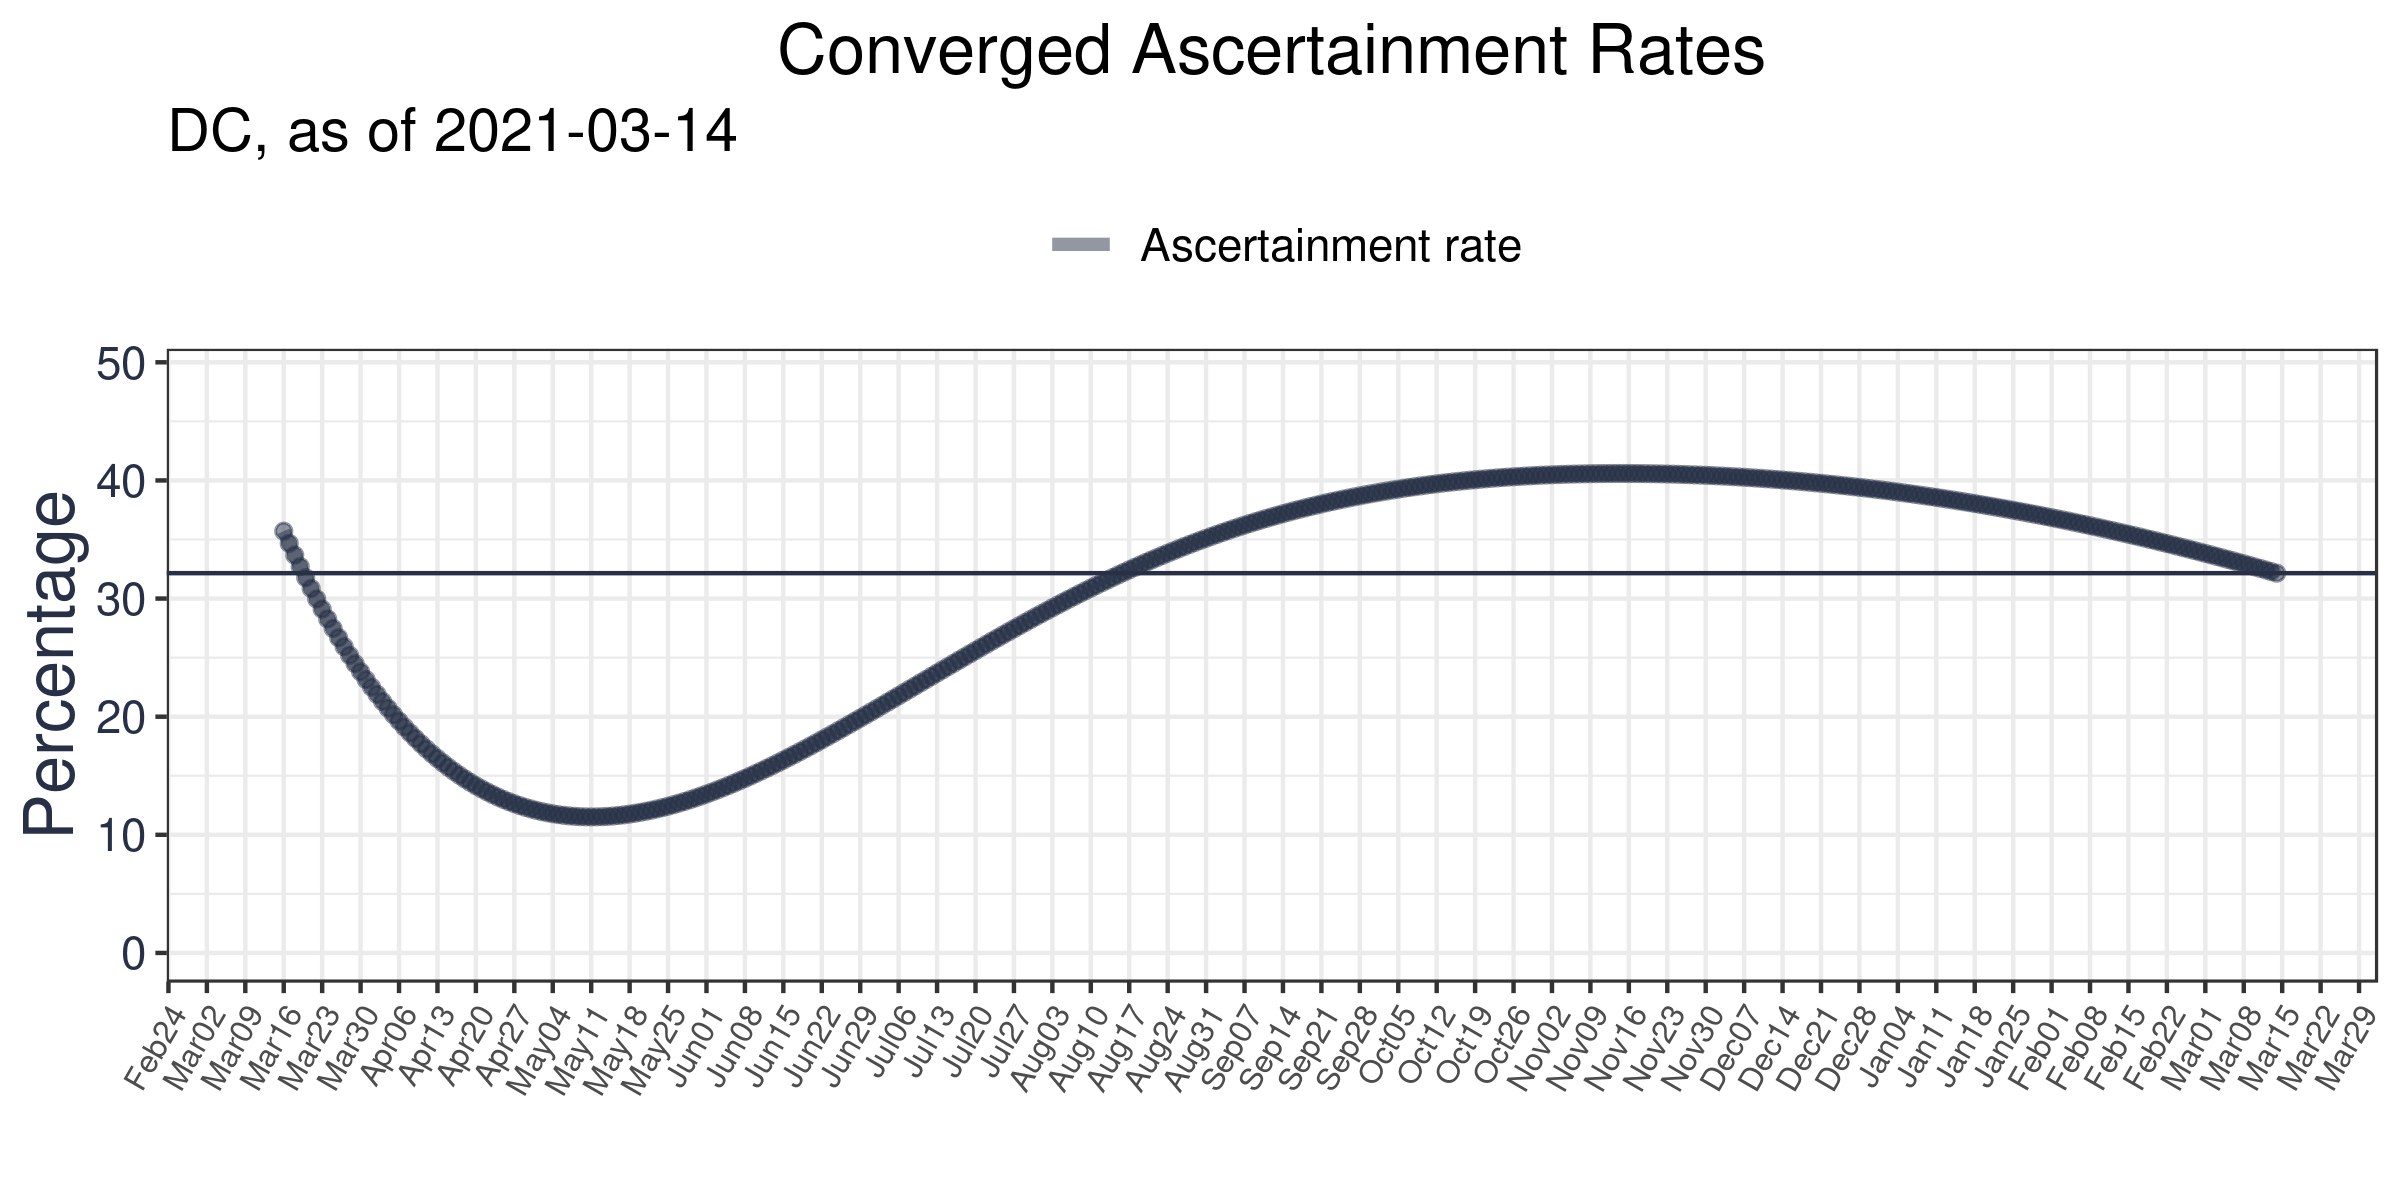 Converged Ascertainment Rates
DC, as of 2021-03-14
Ascertainment rate
Percentage
50
40
30
20
10
0
Feb24 Mar02 Mar09 Mar16 Mar23 Mar30 Apr06 Apr13 Apr20 Apr27 May04 May11 May18 May25 Jun01 Jun08 Jun15 Jun22 Jun29 Jul06 Jul13 Jul20 Jul27 Aug03 Aug10 Aug17 Aug24 Aug31 Sep07 Sep14 Sep21 Sep28 Oct05 Oct12 Oct19 Oct26 Nov02 Nov09 Nov16 Nov23 Nov30 Dec07 Dec14 Dec21 Dec28 Jan04 Jan11 Jan18 Jan25 Feb01 Feb08 Feb15 Feb22 Mar01 Mar08 Mar15 Mar22 Mar29